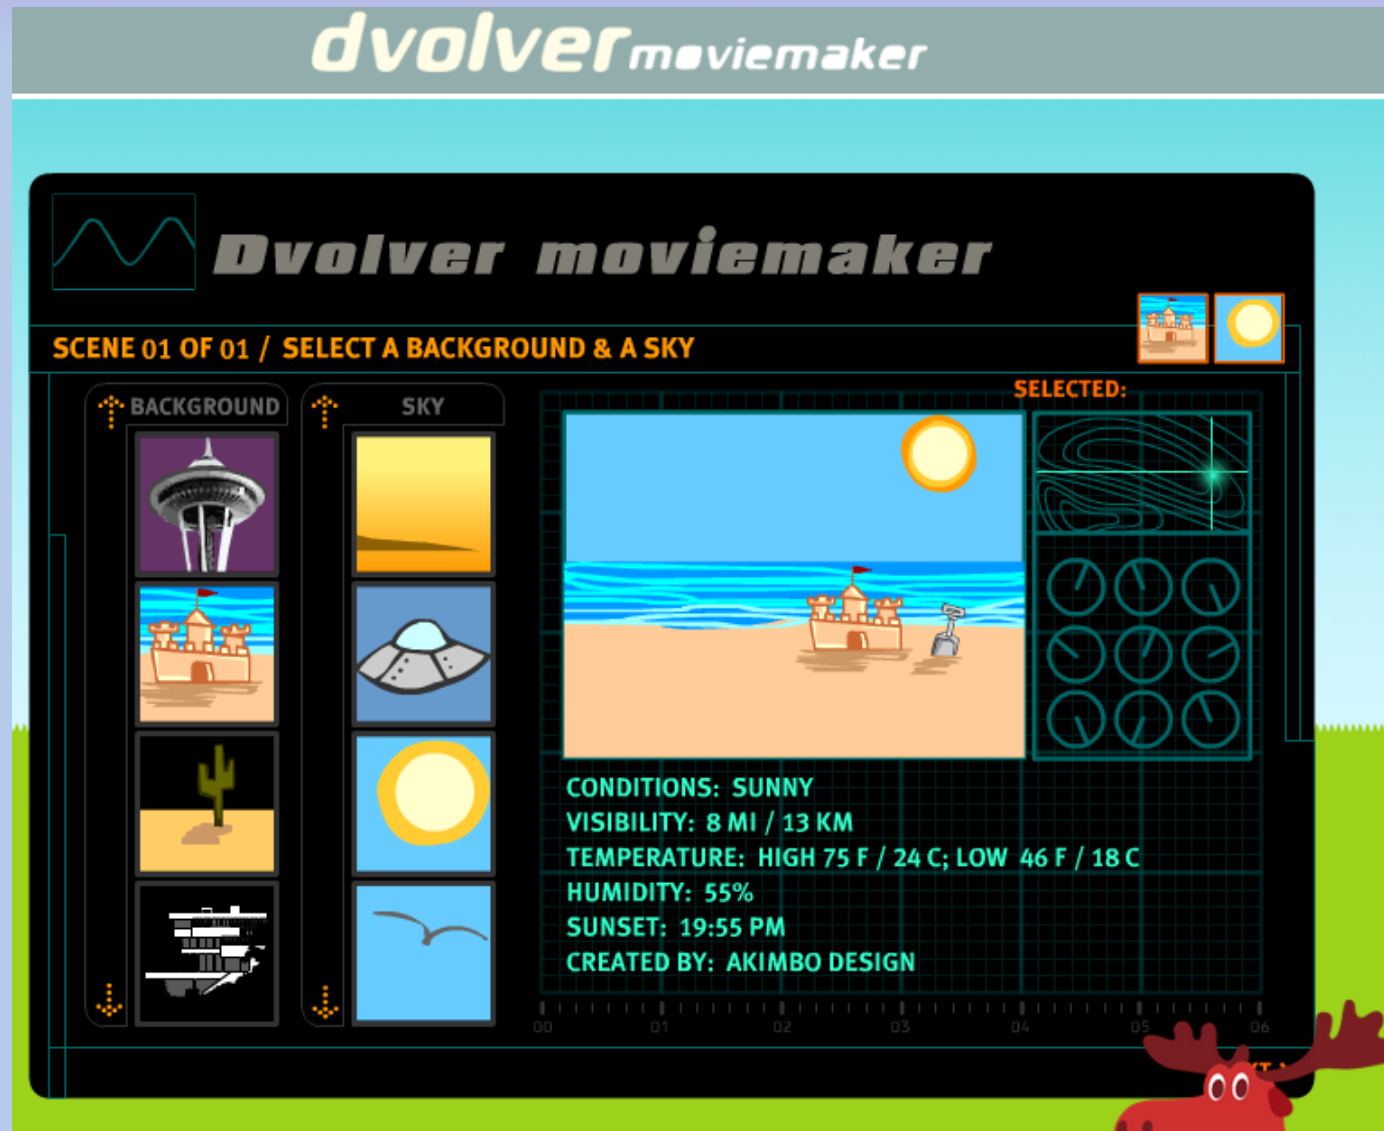 dvolver moviemaker
Dvolver moviemaker
SCENE 01 OF 01 / SELECT A BACKGROUND & A SKY
SELECTED:
BACKGROUND
SKY
CONDITIONS: SUNNY
VISIBILITY: 8 MI / 13 KM
TEMPERATURE: HIGH 75 F / 24 C; LOW 46 F / 18 C
HUMIDITY: 55%
SUNSET: 19:55 PM
CREATED BY: AKIMBO DESIGN
00 01 02 03 04 05 06